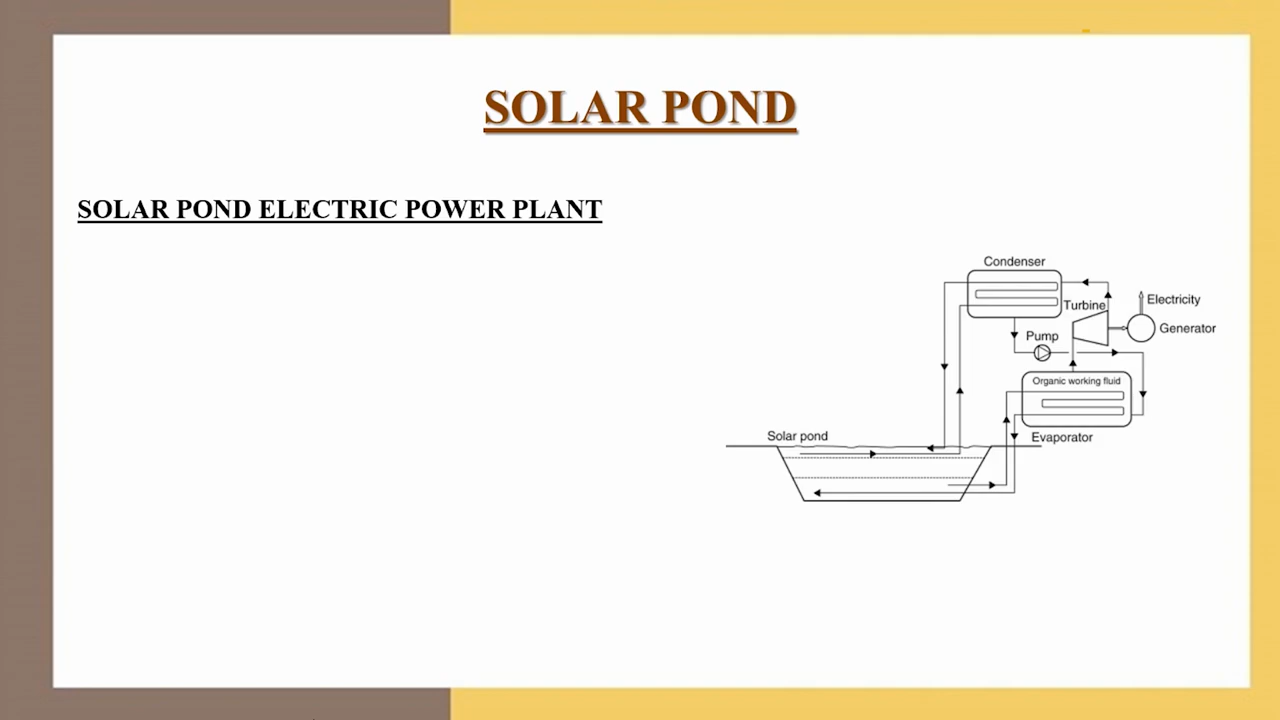 SOLAR POND
SOLAR POND ELECTRIC POWER PLANT
Condenser
Turbine
Electricity
Generator
Pump
Organic working fluid
Evaporator
Solar pond